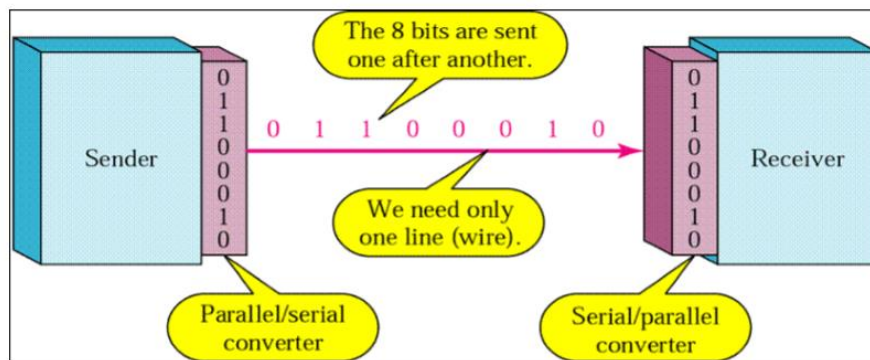 The 8 bits are sent
one after another.
Sender
0
1
1
0
0
0
1
0
0 1 1 0 0 0 1 0
We need only
one line (wire).
0
1
1
0
0
0
1
0
Receiver
Parallel/serial
converter
Serial/parallel
converter